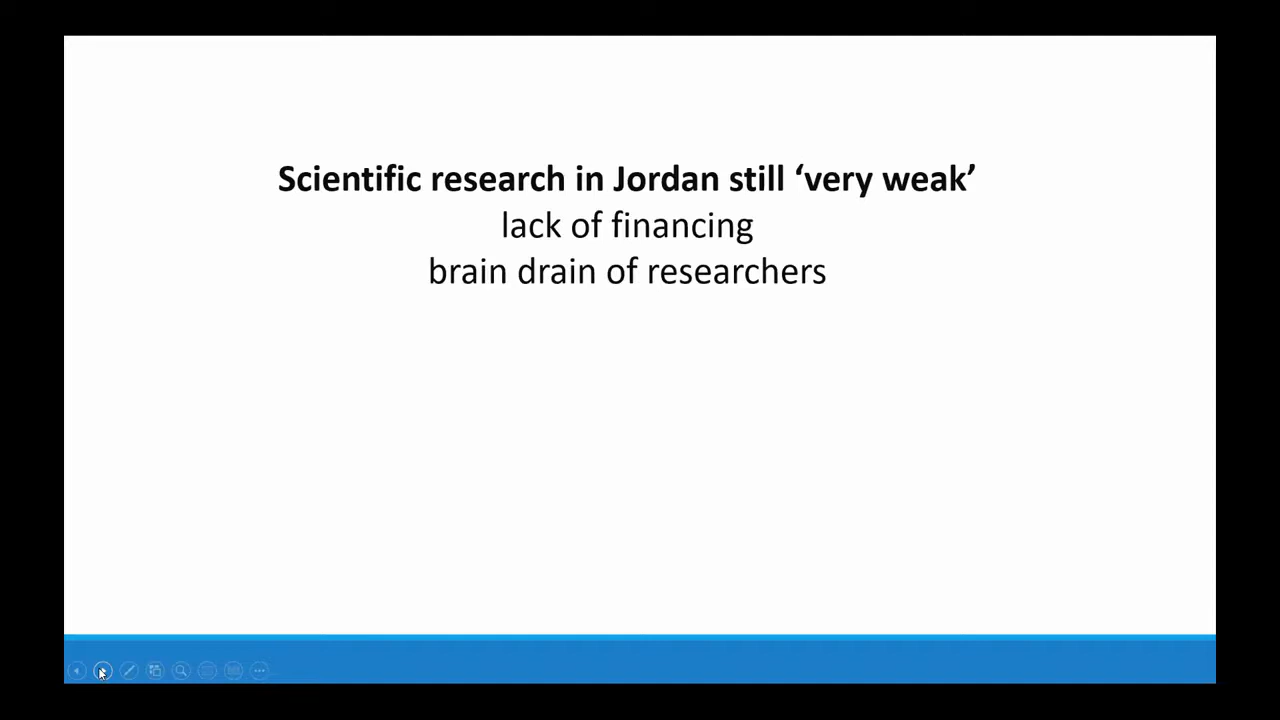 Scientific research in Jordan still ‘very weak’
lack of financing
brain drain of researchers